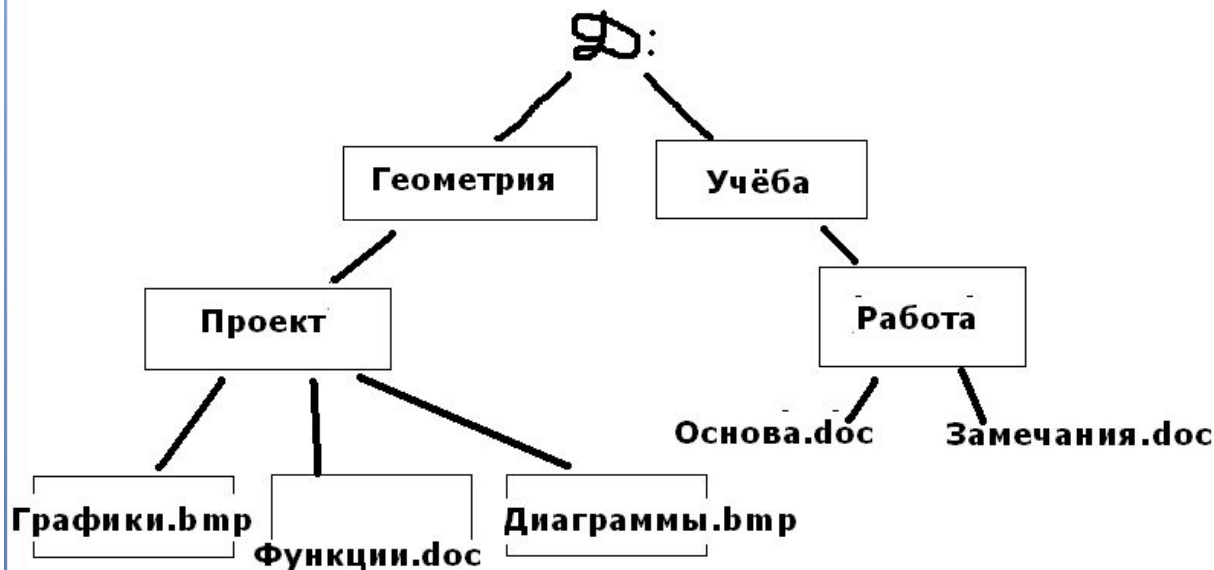 D:
Геометрия
Учёба
Проект
Работа
Основа.doc
Замечания.doc
Графики.bmp
Функции.doc
Диаграммы.bmp